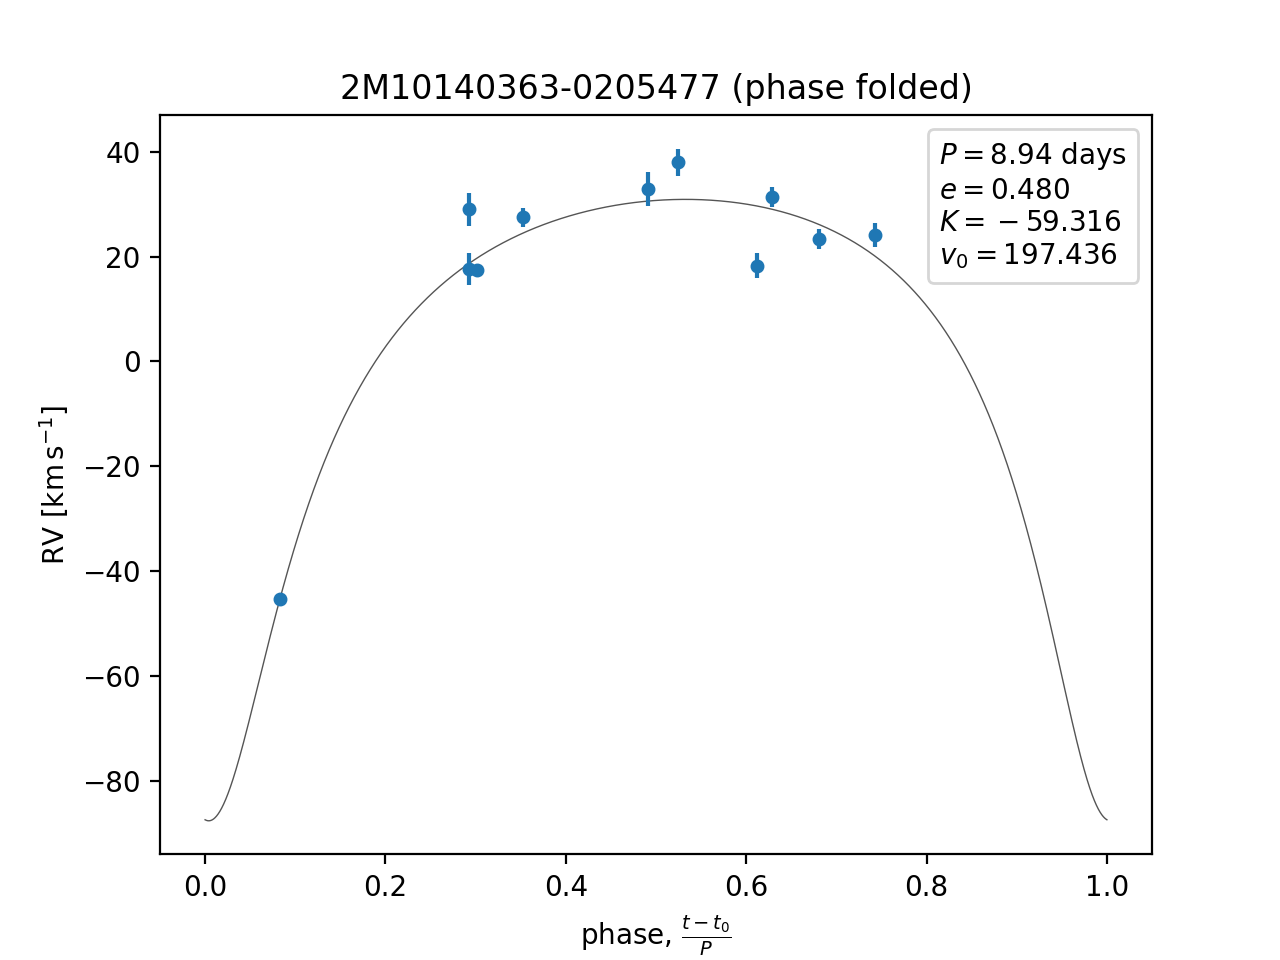 2M10140363-0205477 (phase folded)
P = 8.94 days
e = 0.480
K = −59.316
v₀ = 197.436
40
20
0
−20
−40
−60
−80
RV [km s⁻¹]
0.0 0.2 0.4 0.6 0.8 1.0
phase, (t − t₀)/P